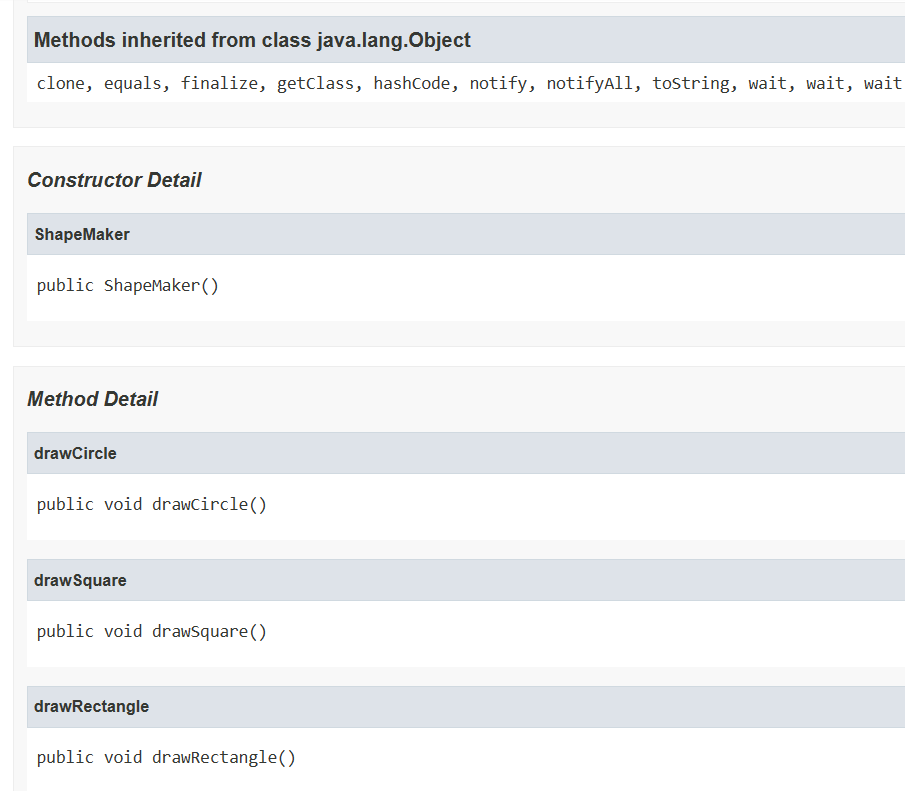 Methods inherited from class java.lang.Object
clone, equals, finalize, getClass, hashCode, notify, notifyAll, toString, wait, wait, wait
Constructor Detail
ShapeMaker
public ShapeMaker()
Method Detail
drawCircle
public void drawCircle()
drawSquare
public void drawSquare()
drawRectangle
public void drawRectangle()